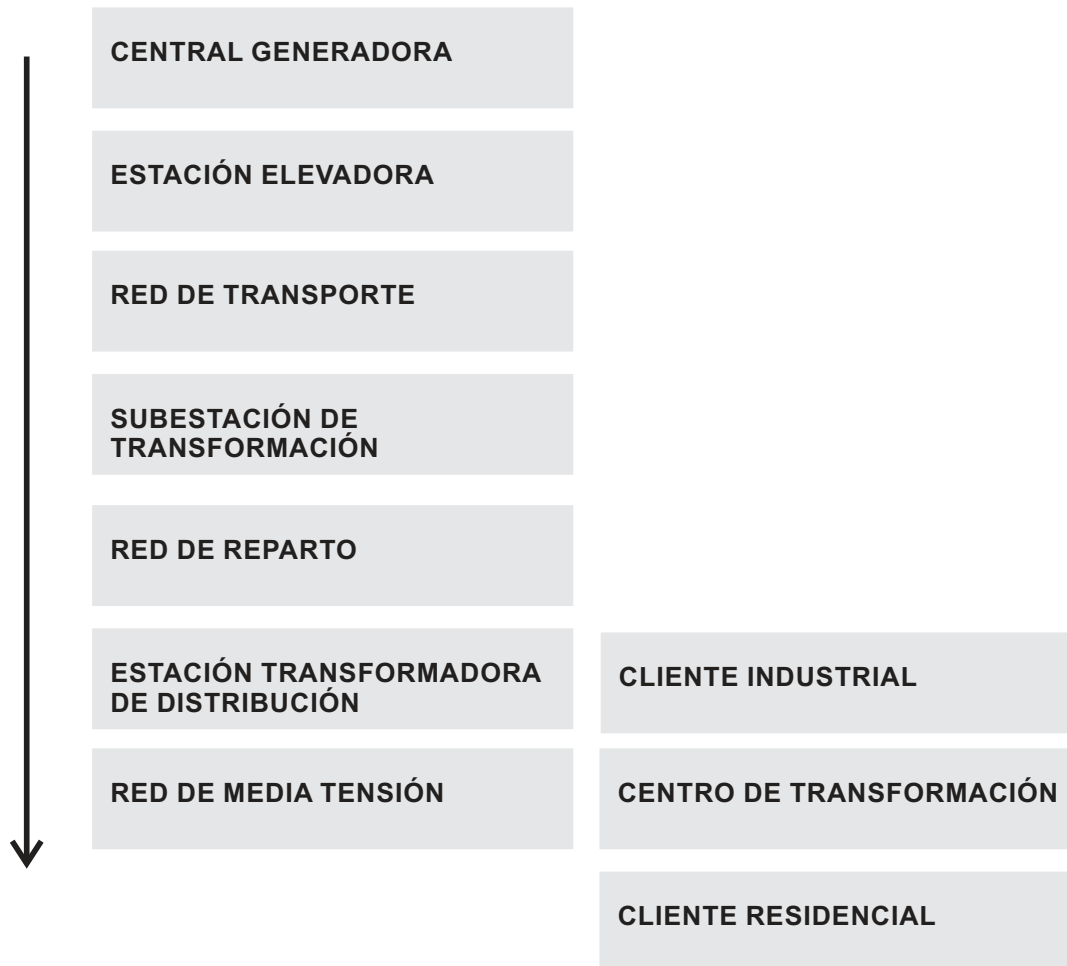 CENTRAL GENERADORA
ESTACIÓN ELEVADORA
RED DE TRANSPORTE
SUBESTACIÓN DE
TRANSFORMACIÓN
RED DE REPARTO
ESTACIÓN TRANSFORMADORA
DE DISTRIBUCIÓN
CLIENTE INDUSTRIAL
RED DE MEDIA TENSIÓN
CENTRO DE TRANSFORMACIÓN
CLIENTE RESIDENCIAL